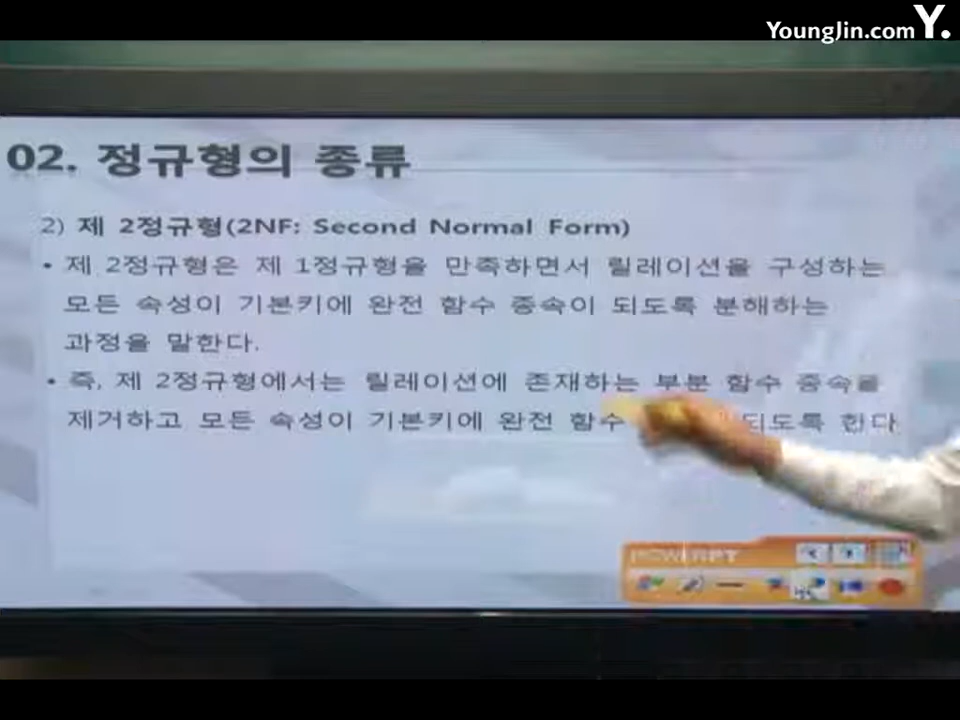 YoungJin.com Y.
02. 정규형의 종류
2) 제 2정규형(2NF: Second Normal Form)
• 제 2정규형은 제 1정규형을 만족하면서 릴레이션을 구성하는
모든 속성이 기본키에 완전 함수 종속이 되도록 분해하는
과정을 말한다.
• 즉, 제 2정규형에서는 릴레이션에 존재하는 부분 함수 종속을
제거하고 모든 속성이 기본키에 완전 함수 되도록 한다
POWERPT